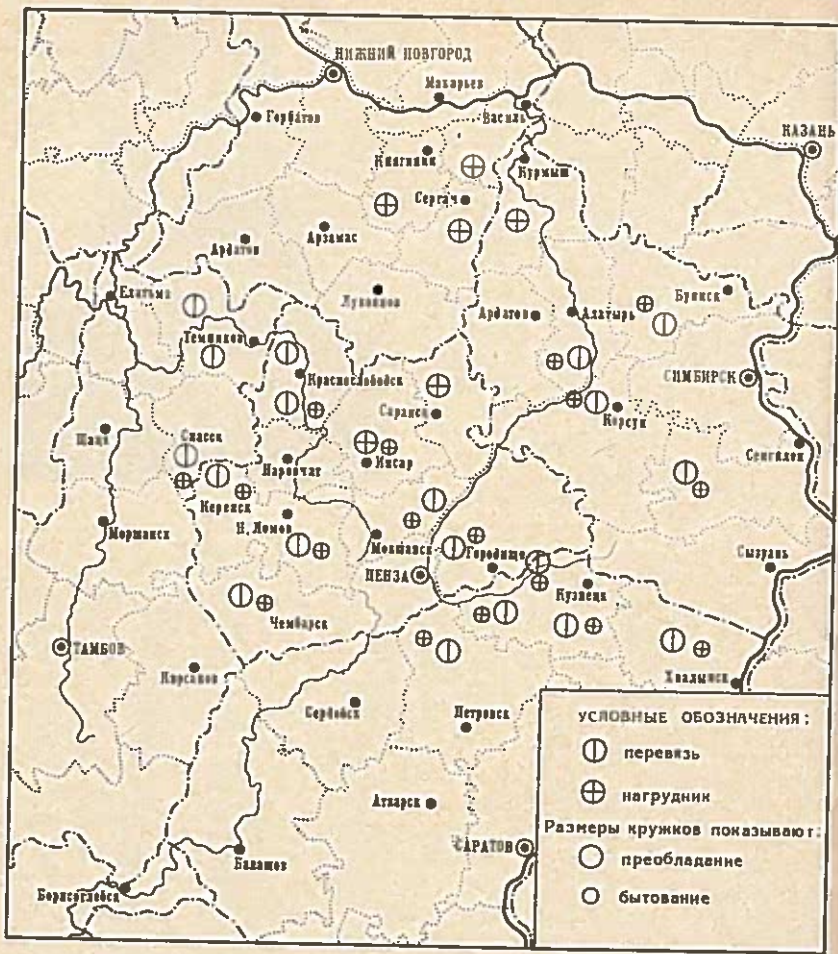 НИЖНИЙ НОВГОРОД
Макарьев
Горбатов
Василь
КАЗАНЬ
Княгинин
Курмыш
Сергач
Ардатов
Арзамас
Елатьма
Лукоянов
Ардатов
Алатырь
Буинск
Темников
Краснослободск
СИМБИРСК
Саранск
Корсун
Шацк
Спасск
Наровчат
Инсар
Сенгилей
Керенск
Моршанск
Н. Ломов
Мокшанск
Городище
Сызрань
ПЕНЗА
Кузнецк
Чембарск
ТАМБОВ
Кирсанов
Хвалынск
Сердобск
Петровск
Аткарск
САРАТОВ
Балашов
Борисоглебск
УСЛОВНЫЕ ОБОЗНАЧЕНИЯ:
перевязь
нагрудник
Размеры кружков показывают:
преобладание
бытование